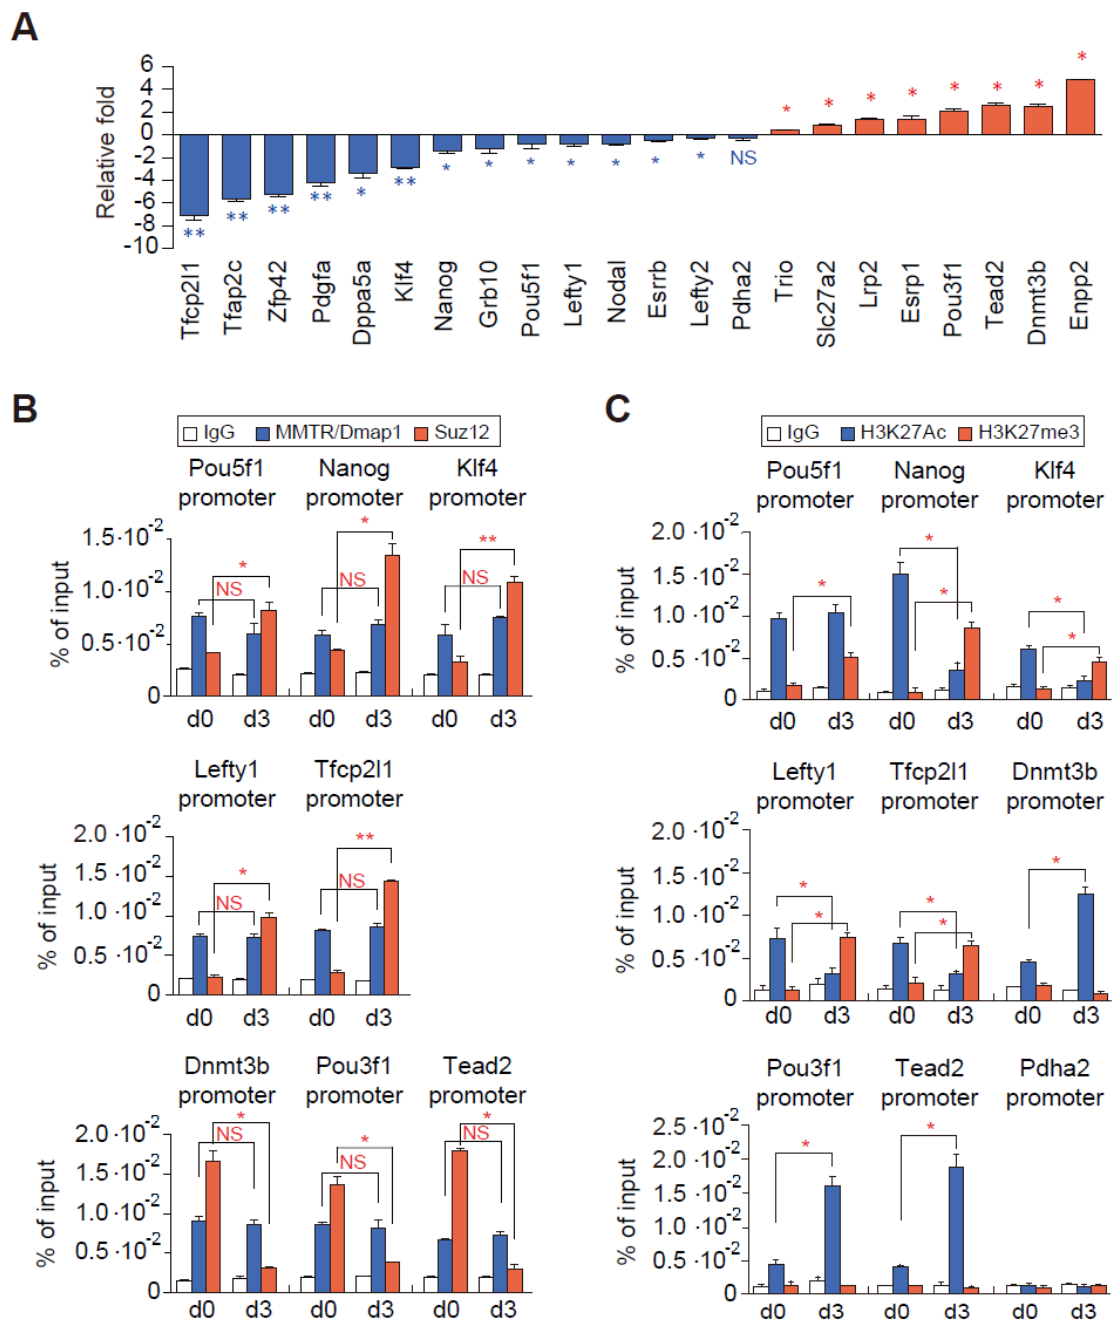 A
Relative fold
6
4
2
0
-2
-4
-6
-8
-10
** ** ** ** * ** * * * * * * * NS * * * * * * * *
Tfcp2l1 Tfap2c Zfp42 Pdgfa Dppa5a Klf4 Nanog Grb10 Pou5f1 Lefty1 Nodal Esrrb Lefty2 Pdha2 Trio Slc27a2 Lrp2 Esrp1 Pou3f1 Tead2 Dnmt3b Enpp2
B
IgG MMTR/Dmap1 Suz12
Pou5f1 promoter
Nanog promoter
Klf4 promoter
% of input
1.5·10-2
1.0·10-2
0.5·10-2
0
* NS
* NS
** NS
d0 d3 d0 d3 d0 d3
Lefty1 promoter
Tfcp2l1 promoter
% of input
2.0·10-2
1.5·10-2
1.0·10-2
0.5·10-2
0
* NS
** NS
d0 d3 d0 d3
Dnmt3b promoter
Pou3f1 promoter
Tead2 promoter
% of input
2.0·10-2
1.5·10-2
1.0·10-2
0.5·10-2
0
* NS
* NS
* NS
d0 d3 d0 d3 d0 d3
C
IgG H3K27Ac H3K27me3
Pou5f1 promoter
Nanog promoter
Klf4 promoter
% of input
2.0·10-2
1.5·10-2
1.0·10-2
0.5·10-2
0
*
* *
* *
d0 d3 d0 d3 d0 d3
Lefty1 promoter
Tfcp2l1 promoter
Dnmt3b promoter
% of input
2.0·10-2
1.5·10-2
1.0·10-2
0.5·10-2
0
* *
* *
*
d0 d3 d0 d3 d0 d3
Pou3f1 promoter
Tead2 promoter
Pdha2 promoter
% of input
2.5·10-2
2.0·10-2
1.5·10-2
1.0·10-2
0.5·10-2
0
*
*
d0 d3 d0 d3 d0 d3